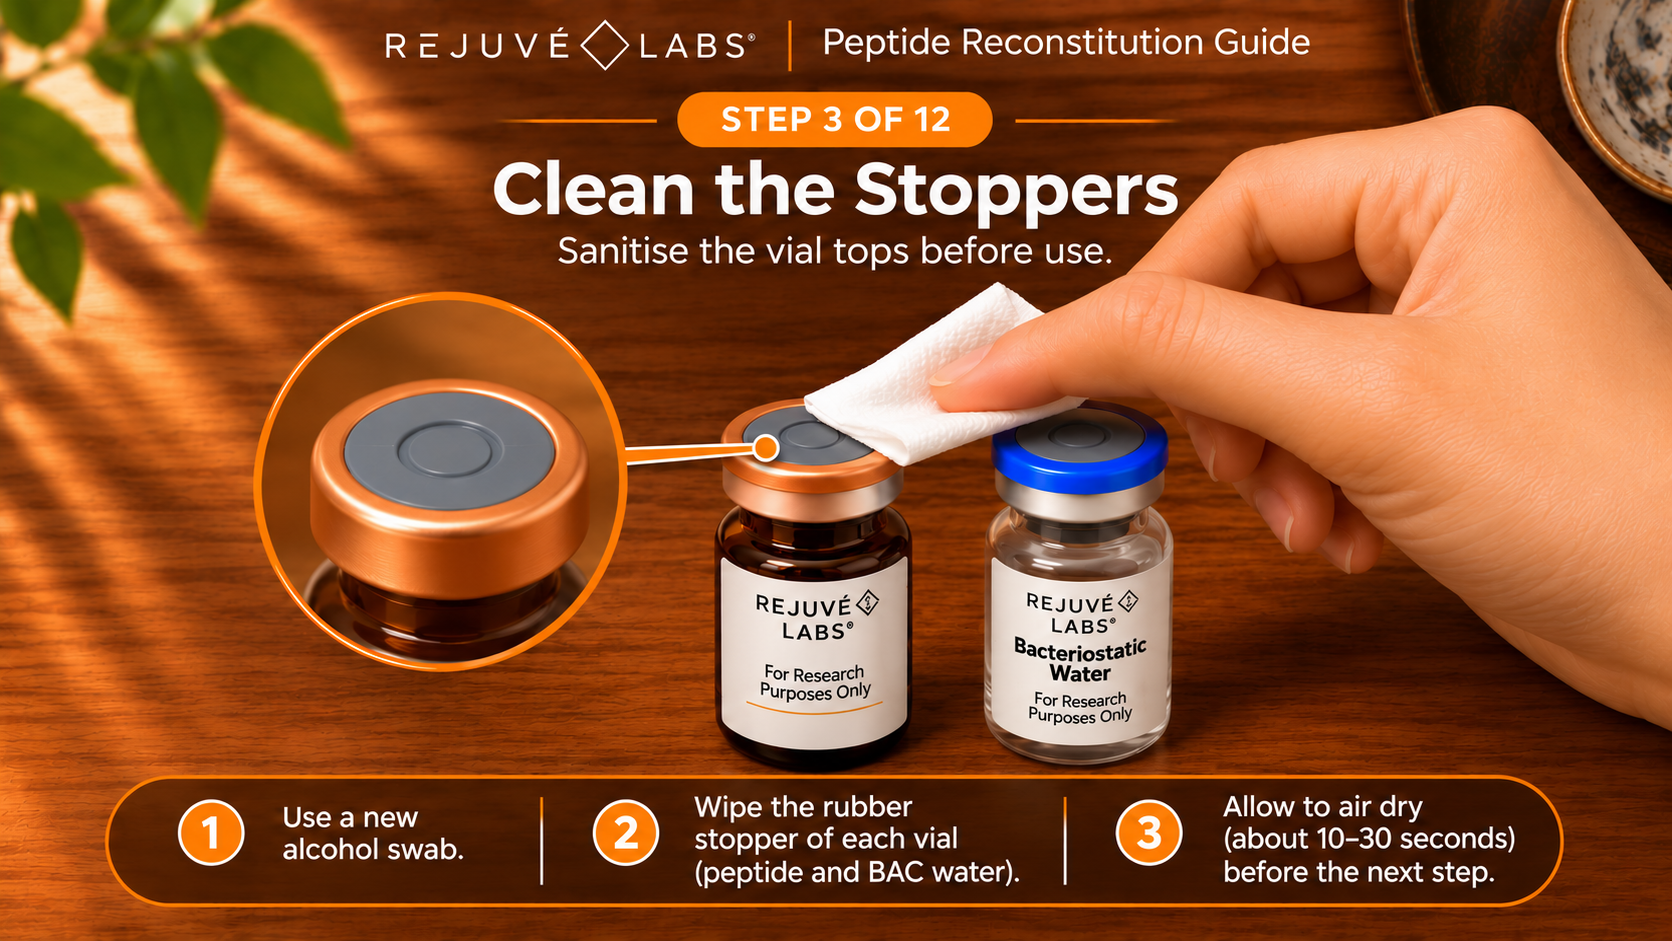 REJUVÉ LABS® | Peptide Reconstitution Guide
STEP 3 OF 12
Clean the Stoppers
Sanitise the vial tops before use.
REJUVÉ
LABS®
For Research
Purposes Only
REJUVÉ
LABS®
Bacteriostatic
Water
For Research
Purposes Only
1
Use a new
alcohol swab.
2
Wipe the rubber
stopper of each vial
(peptide and BAC water).
3
Allow to air dry
(about 10–30 seconds)
before the next step.